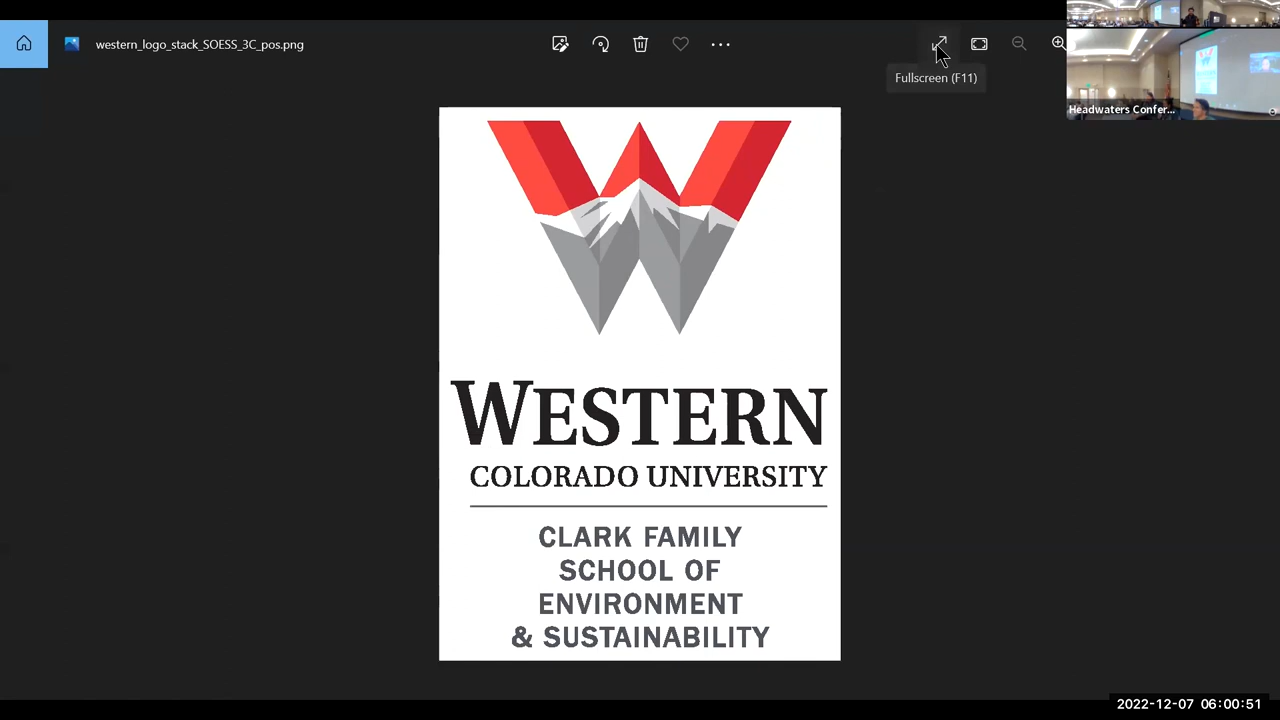 western_logo_stack_SOESS_3C_pos.png
Fullscreen (F11)
Headwaters Confer...
WESTERN
COLORADO UNIVERSITY
CLARK FAMILY
SCHOOL OF
ENVIRONMENT
& SUSTAINABILITY
2022-12-07 06:00:51